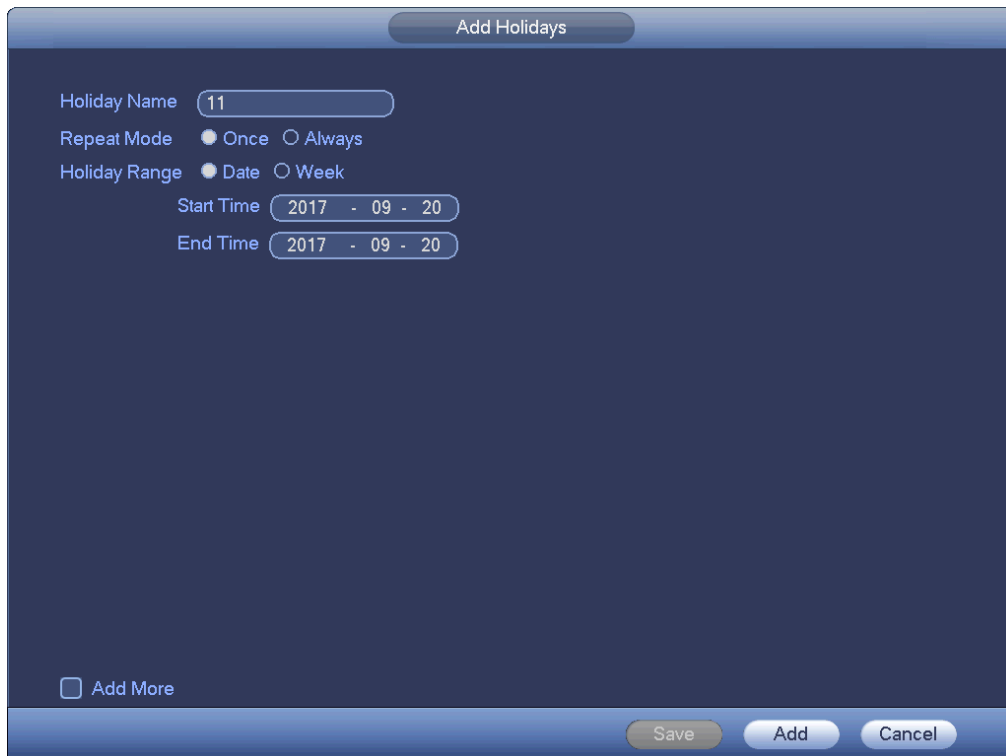 Add Holidays
Holiday Name 11
Repeat Mode Once Always
Holiday Range Date Week
Start Time 2017 - 09 - 20
End Time 2017 - 09 - 20
Add More
Save Add Cancel